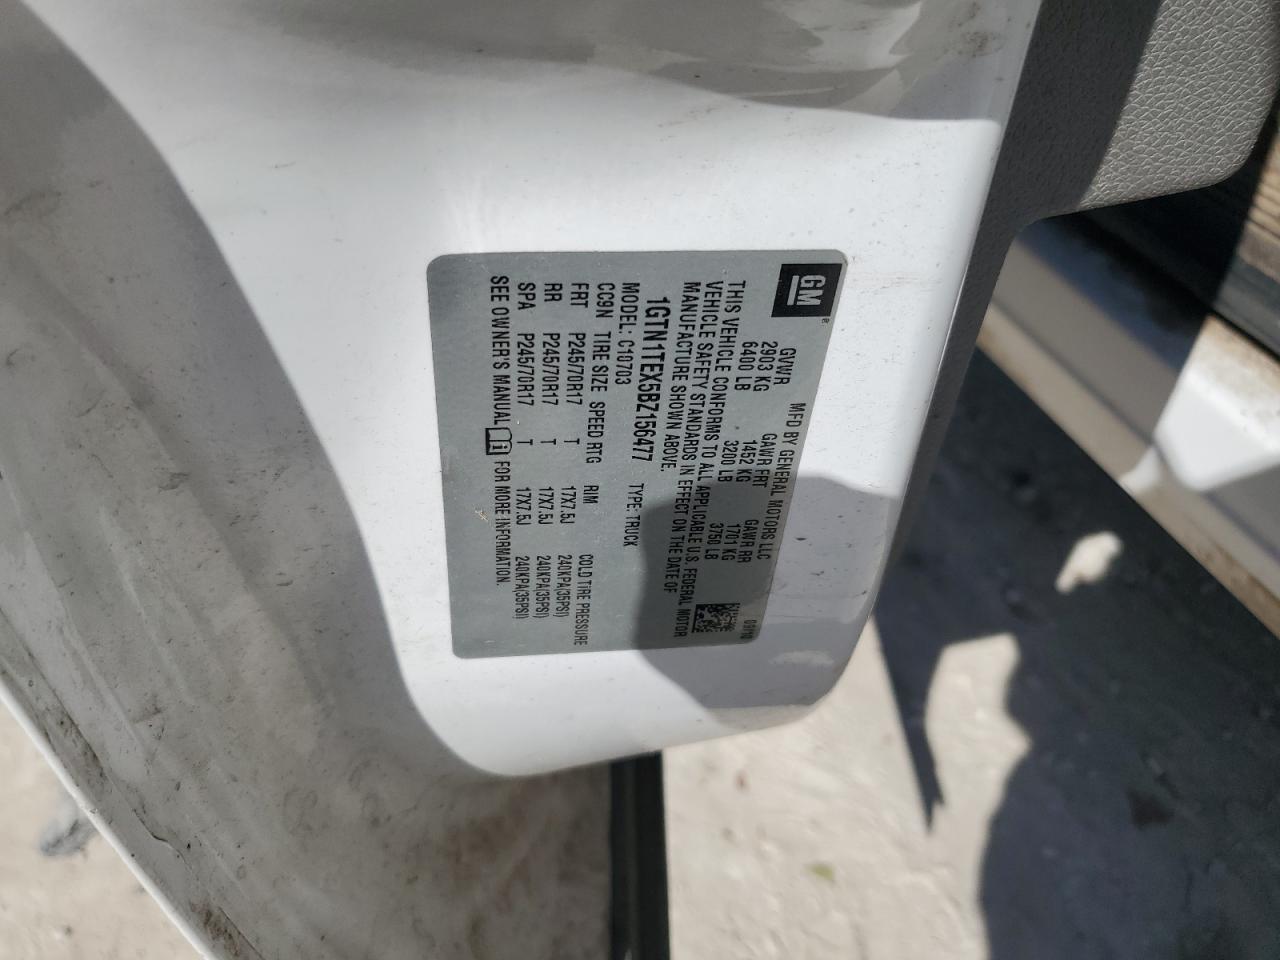 GM
®
MFD BY GENERAL MOTORS LLC 09/10
GVWR GAWR FRT GAWR RR
2903 KG 1452 KG 1701 KG
6400 LB 3200 LB 3750 LB
THIS VEHICLE CONFORMS TO ALL APPLICABLE U.S. FEDERAL MOTOR
VEHICLE SAFETY STANDARDS IN EFFECT ON THE DATE OF
MANUFACTURE SHOWN ABOVE.
1GTN1TEX5BZ156477 TYPE: TRUCK
MODEL: C10703
CC9N TIRE SIZE SPEED RTG RIM COLD TIRE PRESSURE
FRT P245/70R17 T 17X7.5J 240KPA(35PSI)
RR P245/70R17 T 17X7.5J 240KPA(35PSI)
SPA P245/70R17 T 17X7.5J 240KPA(35PSI)
SEE OWNER'S MANUAL FOR MORE INFORMATION.